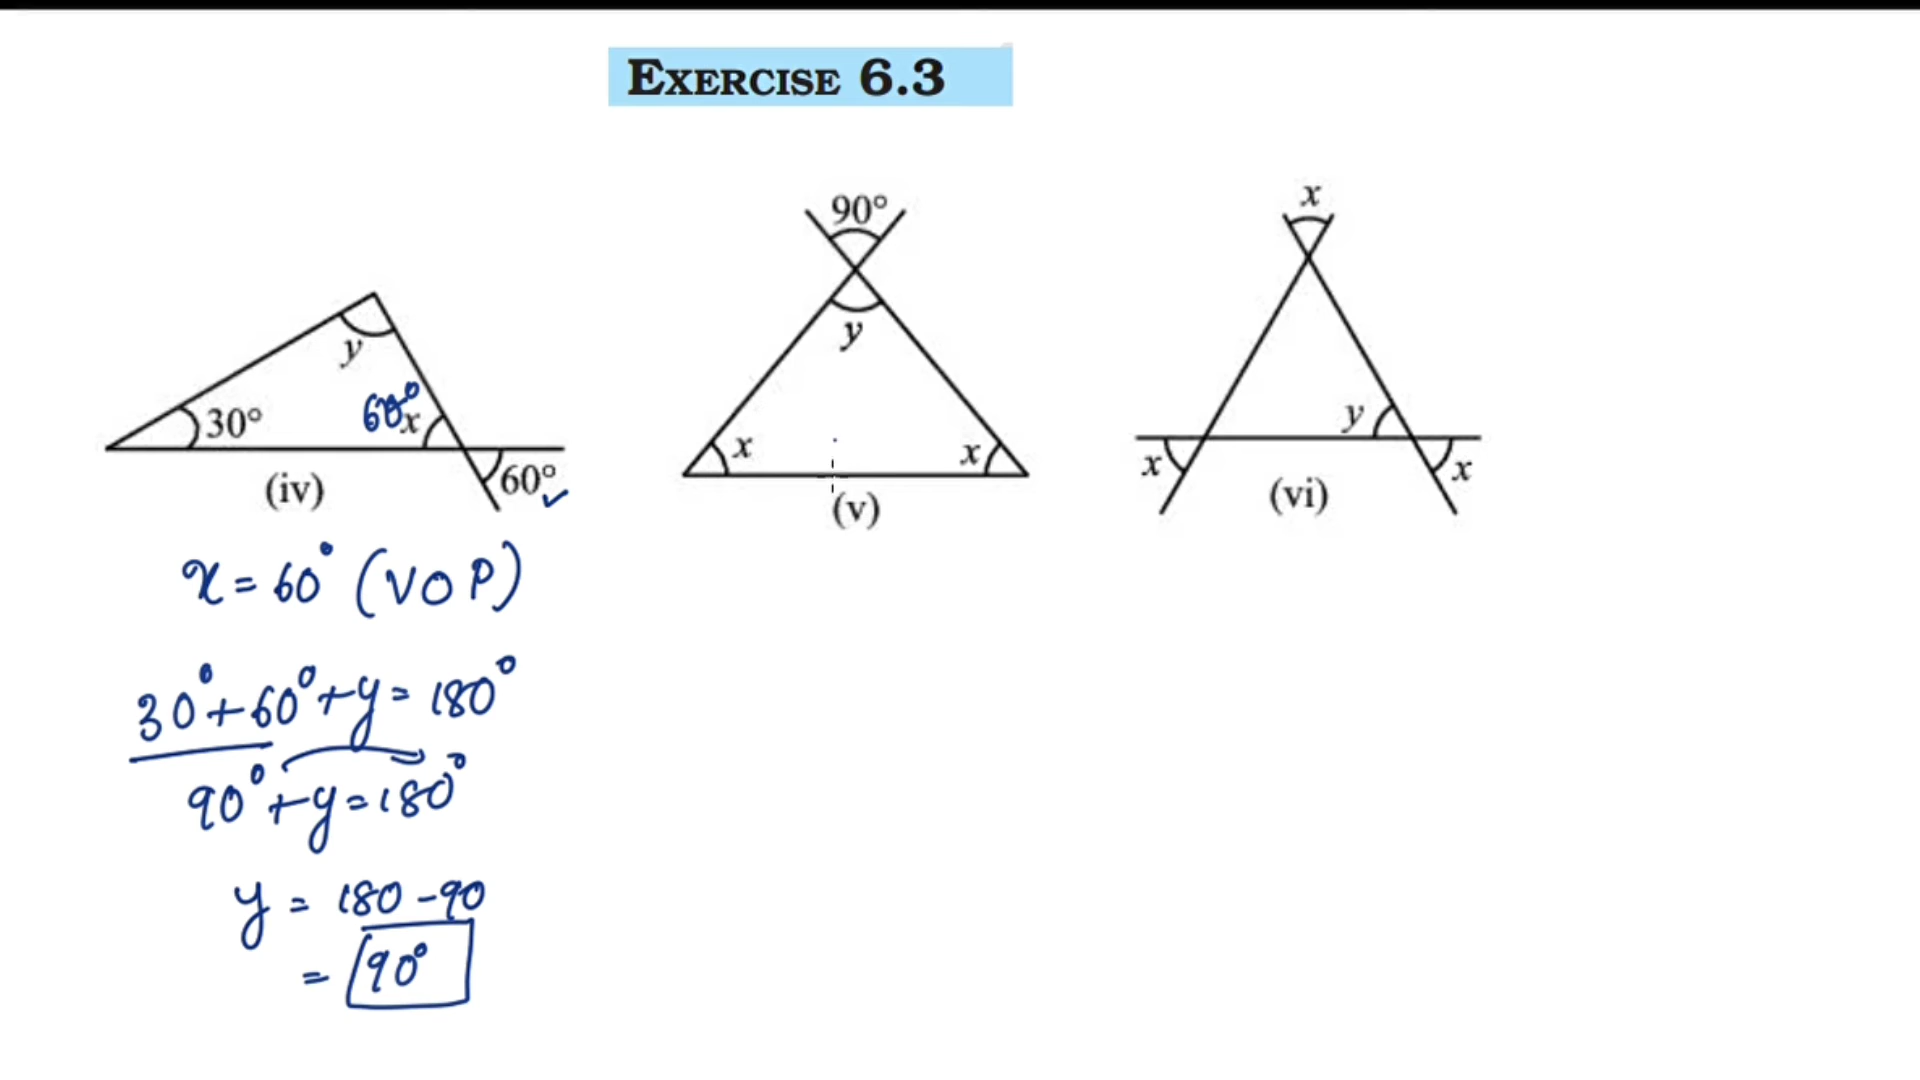 EXERCISE 6.3
30°
y
60°
x
60°
(iv)
x = 60° (VOP)
30° + 60° + y = 180°
90° + y = 180°
y = 180 - 90
= 90°
90°
y
x
x
(v)
x
y
x
x
(vi)